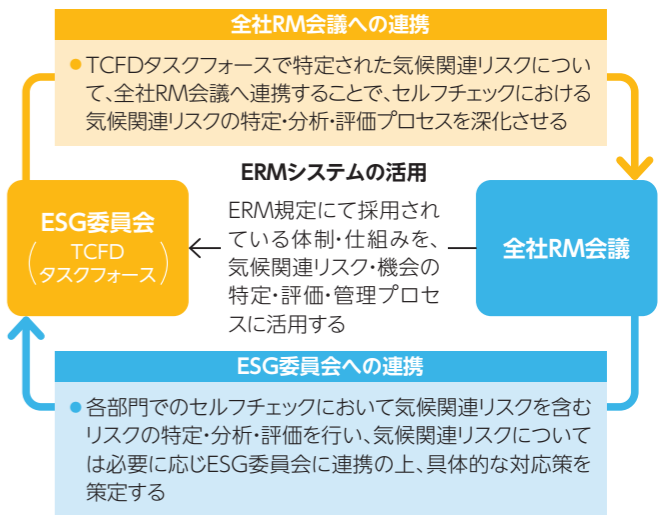 全社RM会議への連携
●TCFDタスクフォースで特定された気候関連リスクについ
て、全社RM会議へ連携することで、セルフチェックにおける
気候関連リスクの特定・分析・評価プロセスを深化させる
ESG委員会
(TCFD
タスクフォース)
ERMシステムの活用
ERM規定にて採用され
ている体制・仕組みを、
気候関連リスク・機会の
特定・評価・管理プロセ
スに活用する
全社RM会議
ESG委員会への連携
●各部門でのセルフチェックにおいて気候関連リスクを含む
リスクの特定・分析・評価を行い、気候関連リスクについて
は必要に応じESG委員会に連携の上、具体的な対応策を
策定する